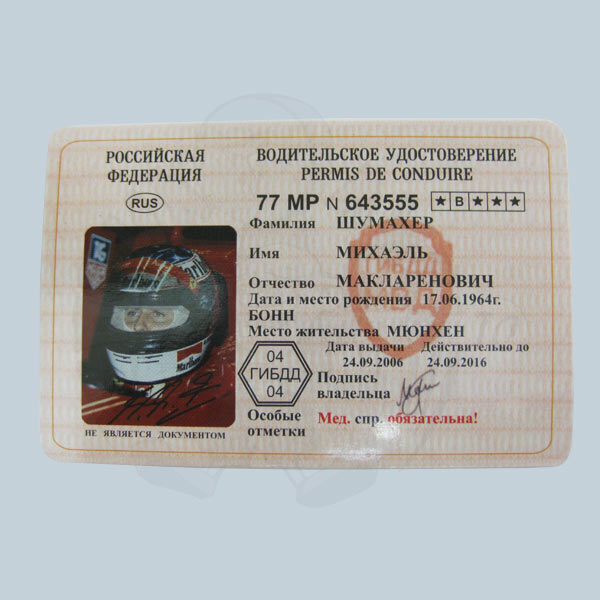 РОССИЙСКАЯ
ФЕДЕРАЦИЯ
RUS
ВОДИТЕЛЬСКОЕ УДОСТОВЕРЕНИЕ
PERMIS DE CONDUIRE
77 МР N 643555 ★ B ★ ★ ★
Фамилия ШУМАХЕР
Имя МИХАЭЛЬ
Отчество МАКЛАРЕНОВИЧ
Дата и место рождения 17.06.1964г.
БОНН
Место жительства МЮНХЕН
Дата выдачи Действительно до
24.09.2006 24.09.2016
04
ГИБДД
04
Подпись
владельца
Особые
отметки
Мед. спр. обязательна!
НЕ ЯВЛЯЕТСЯ ДОКУМЕНТОМ
ГИБДД
Marlboro